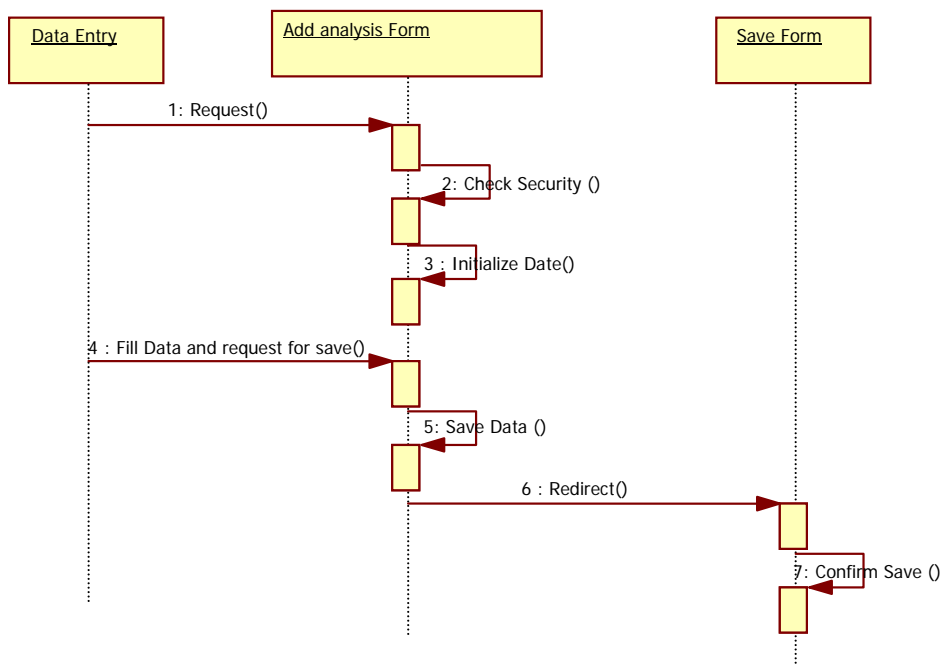 Data Entry
Add analysis Form
Save Form
1: Request()
2: Check Security ()
3 : Initialize Date()
4 : Fill Data and request for save()
5: Save Data ()
6 : Redirect()
7: Confirm Save ()